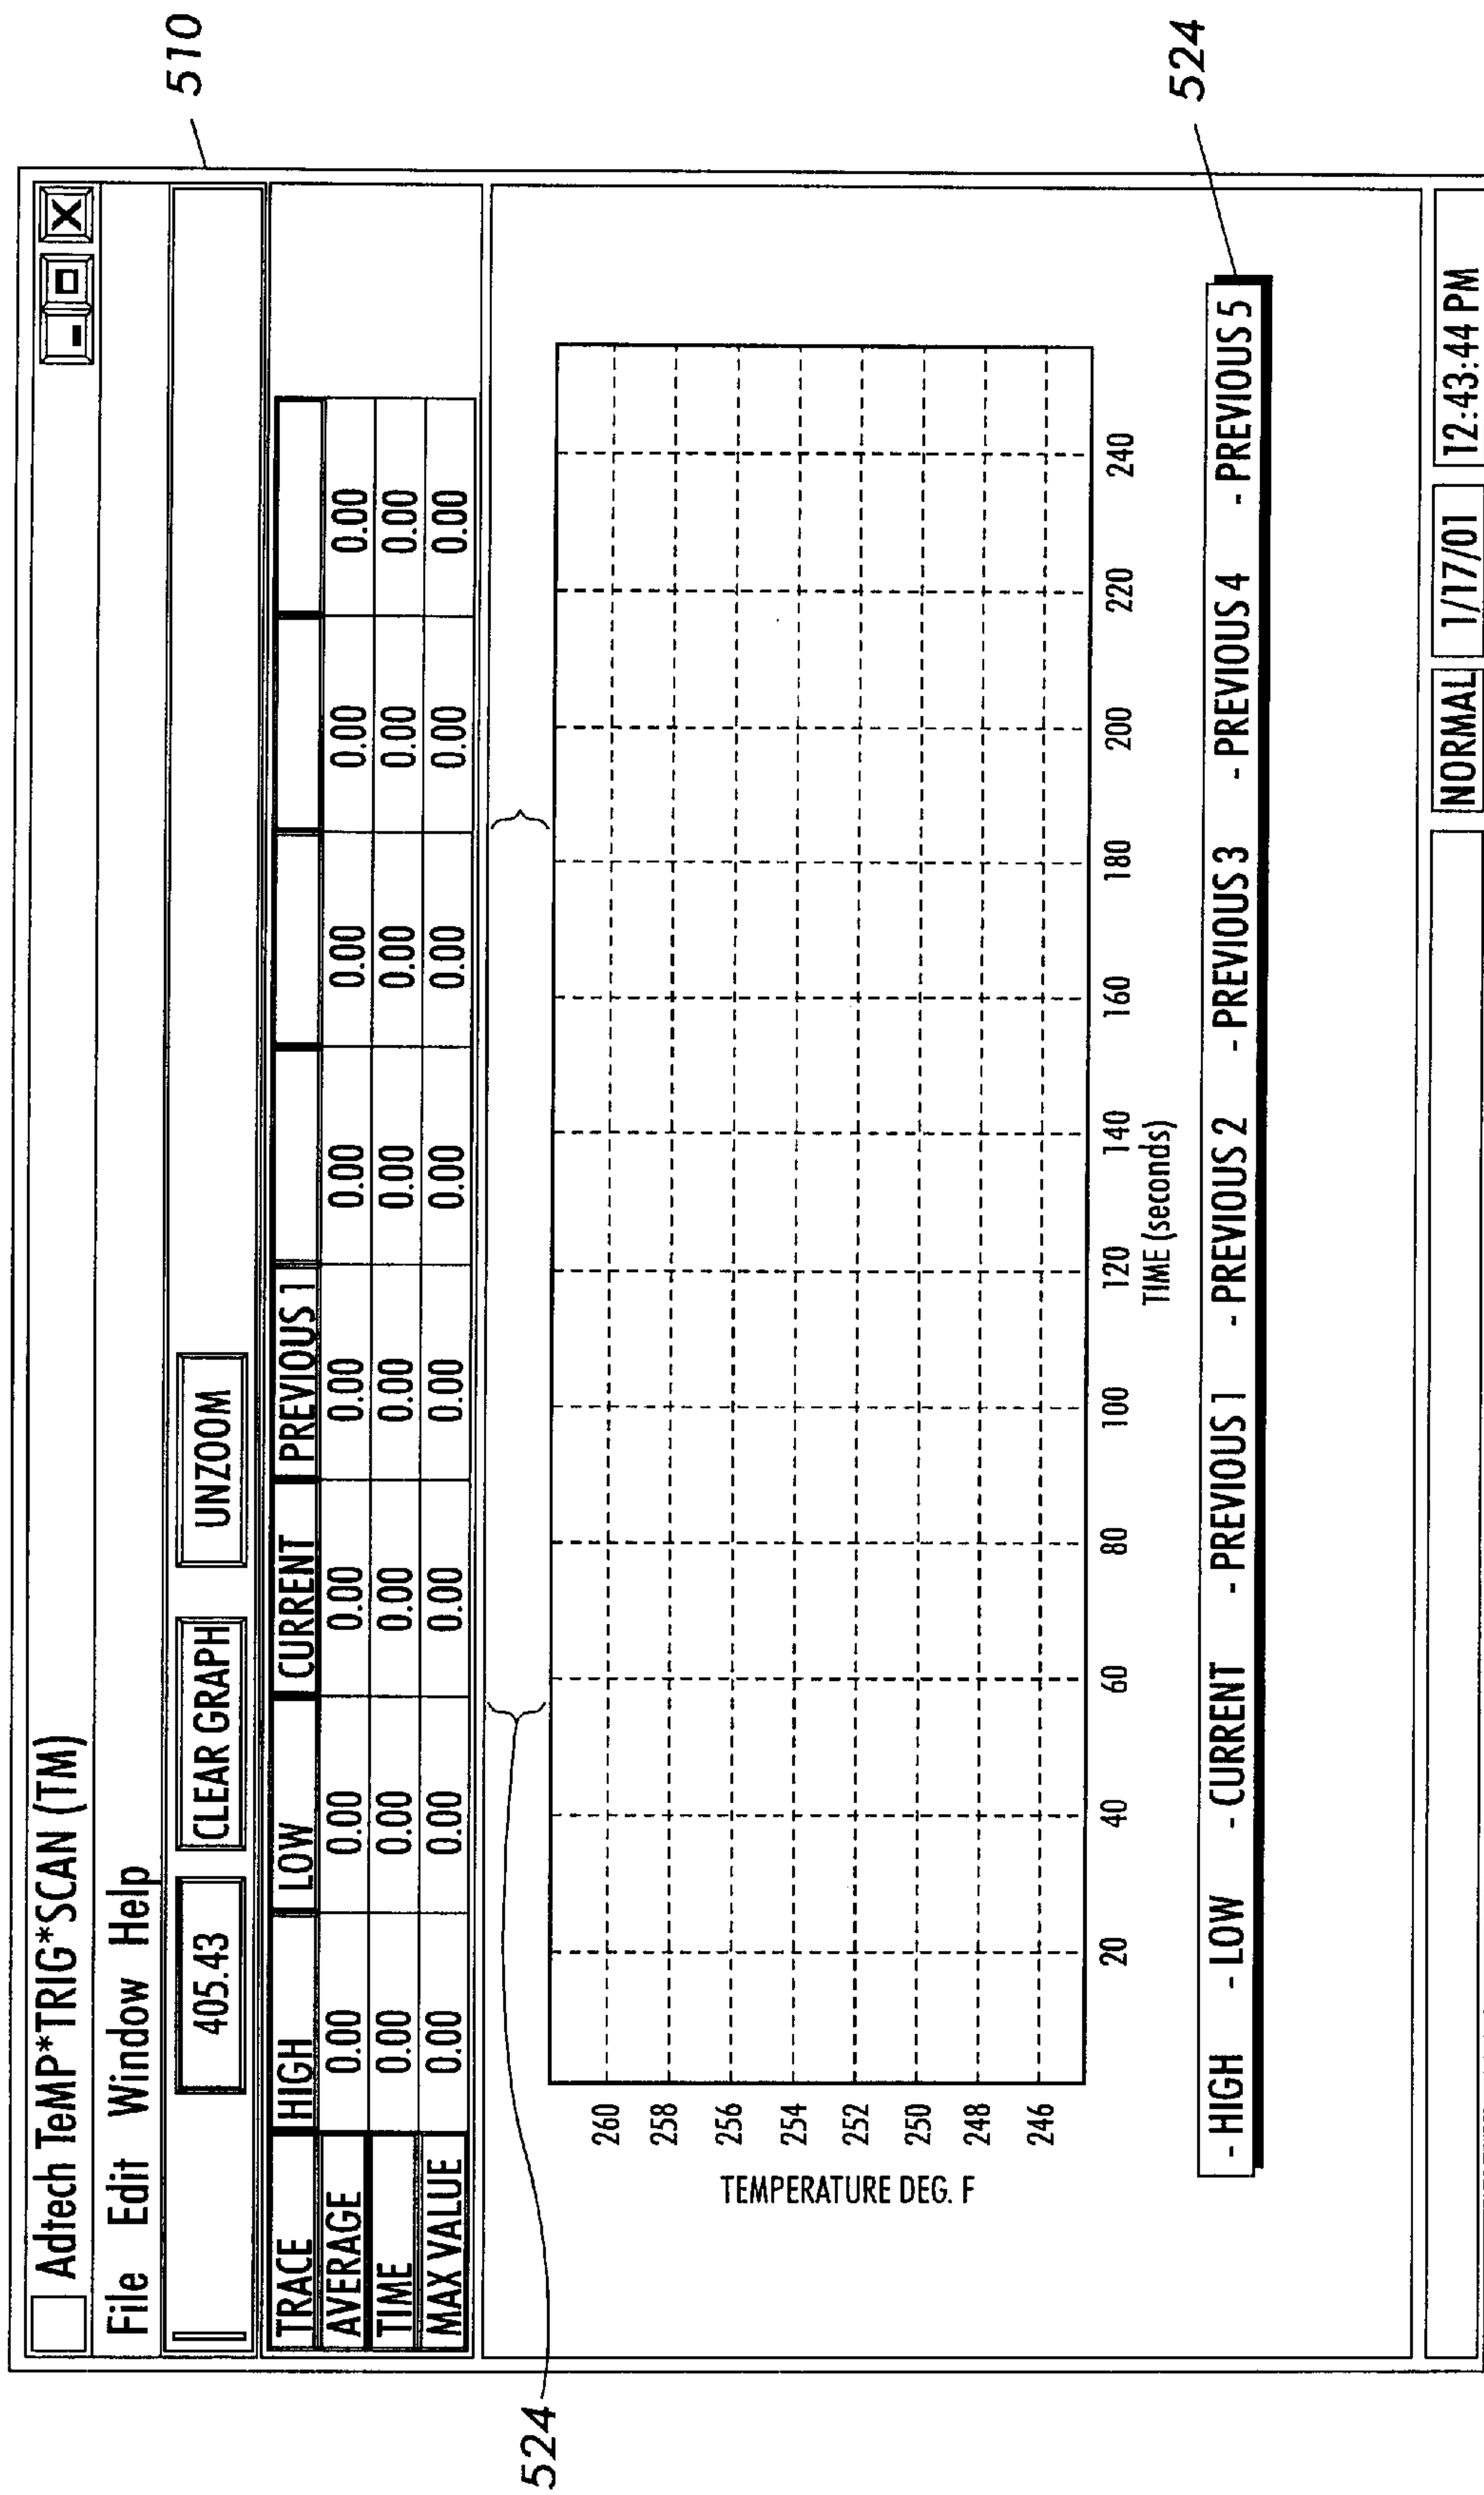 510
Adtech TeMP*TRIG*SCAN (TM)
File Edit Window Help
405.43 CLEAR GRAPH UNZOOM
TRACE HIGH LOW CURRENT PREVIOUS 1
AVERAGE 0.00 0.00 0.00 0.00 0.00 0.00 0.00 0.00
TIME 0.00 0.00 0.00 0.00 0.00 0.00 0.00 0.00
MAX VALUE 0.00 0.00 0.00 0.00 0.00 0.00 0.00 0.00
524
260
258
256
254
252
250
248
246
TEMPERATURE DEG. F
20 40 60 80 100 120 140 160 180 200 220 240
TIME (seconds)
524
- HIGH - LOW - CURRENT - PREVIOUS 1 - PREVIOUS 2 - PREVIOUS 3 - PREVIOUS 4 - PREVIOUS 5
NORMAL 1/17/01 12:43:44 PM